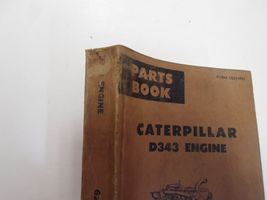 PARTS
BOOK
CATERPILLAR
D343 ENGINE
ENGINE